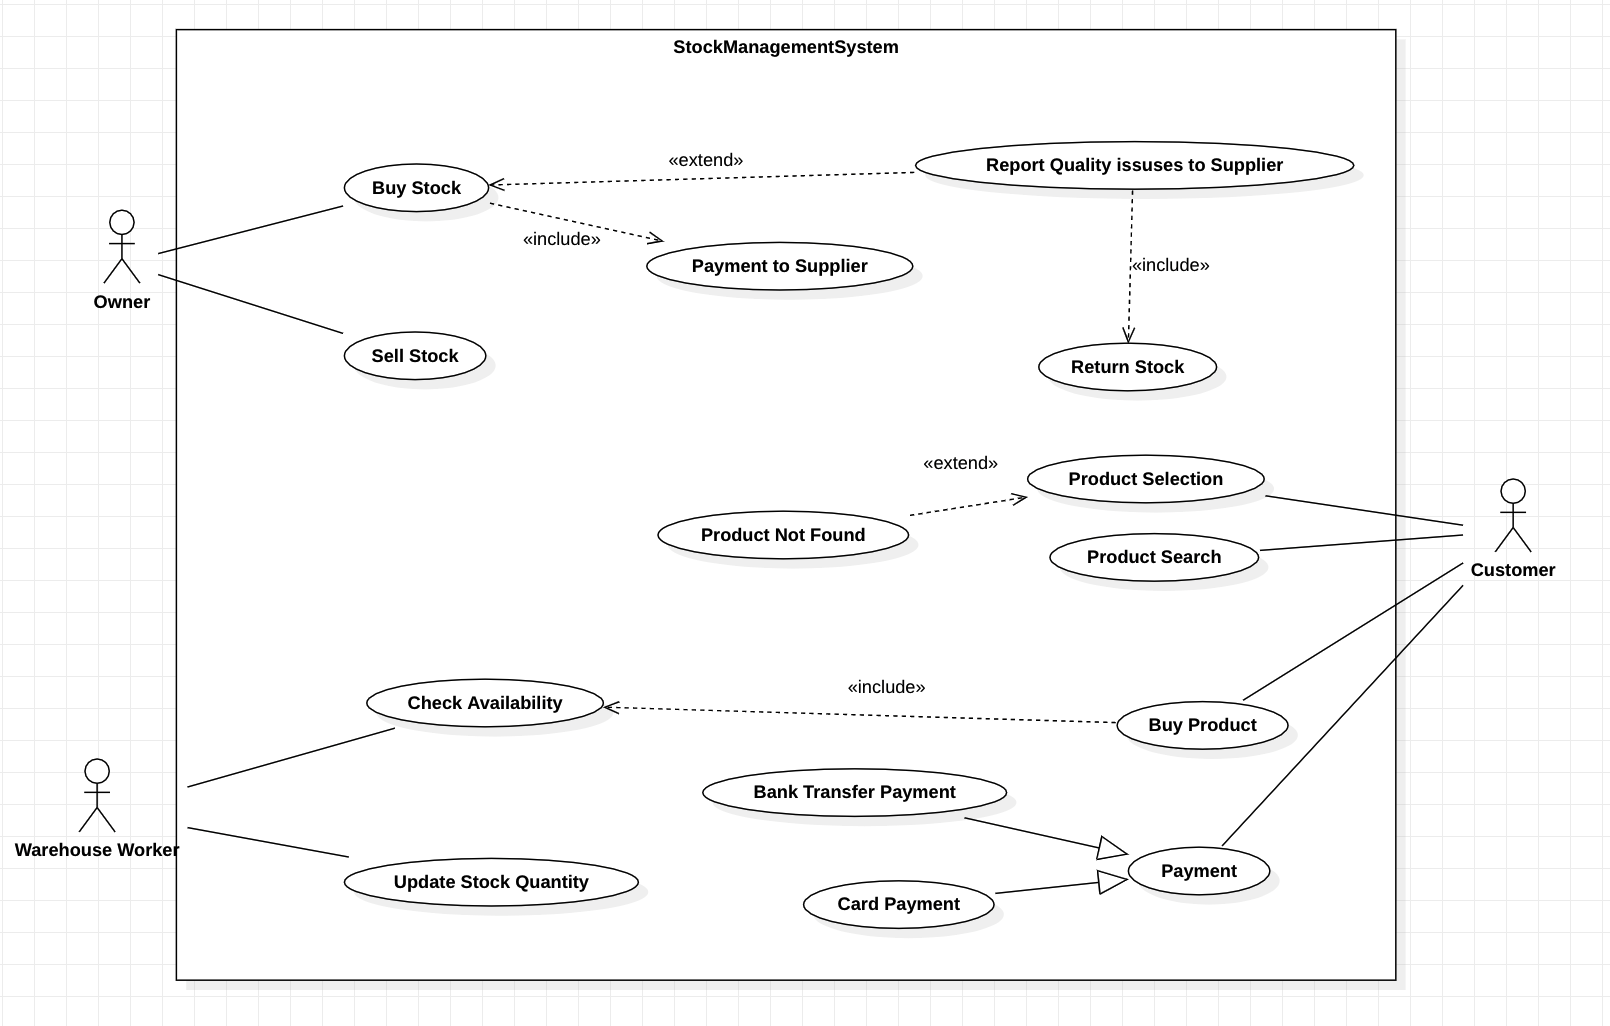 StockManagementSystem
«extend»
Report Quality issuses to Supplier
Buy Stock
«include»
Payment to Supplier
«include»
Owner
Sell Stock
Return Stock
«extend»
Product Selection
Product Not Found
Product Search
Customer
«include»
Check Availability
Buy Product
Bank Transfer Payment
Warehouse Worker
Payment
Update Stock Quantity
Card Payment